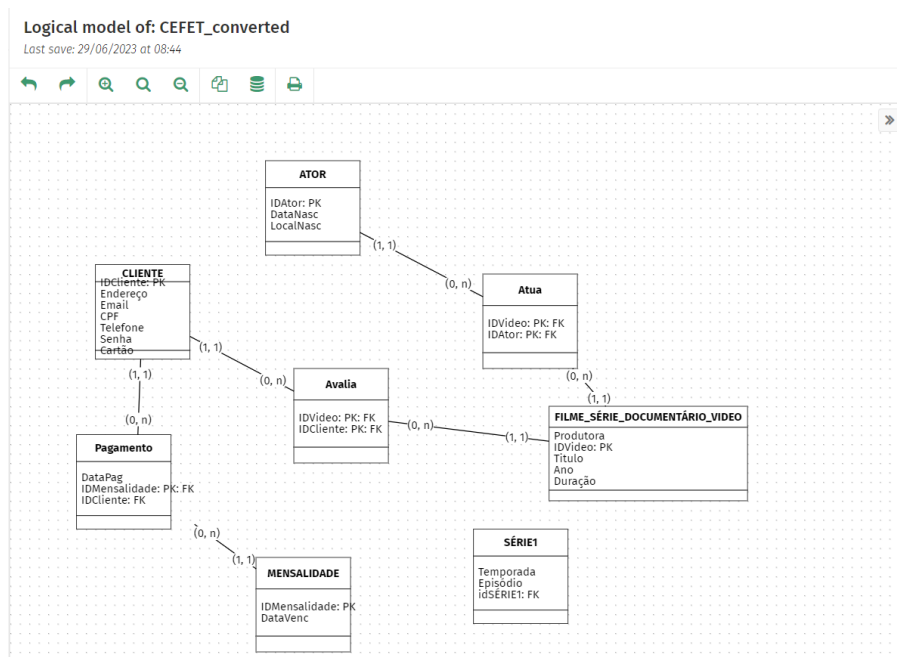 Logical model of: CEFET_converted
Last save: 29/06/2023 at 08:44
ATOR
IDAtor: PK
DataNasc
LocalNasc
(1, 1)
(0, n)
Atua
IDVideo: PK: FK
IDAtor: PK: FK
CLIENTE
IDCliente: PK
Endereço
Email
CPF
Telefone
Senha
Cartão
(1, 1)
(0, n)
(1, 1)
(0, n)
Avalia
IDVideo: PK: FK
IDCliente: PK: FK
(0, n)
(1, 1)
(0, n)
(1, 1)
FILME_SÉRIE_DOCUMENTÁRIO_VIDEO
Produtora
IDVideo: PK
Titulo
Ano
Duração
Pagamento
DataPag
IDMensalidade: PK: FK
IDCliente: FK
(0, n)
(1, 1)
MENSALIDADE
IDMensalidade: PK
DataVenc
SÉRIE1
Temporada
Episódio
idSÉRIE1: FK